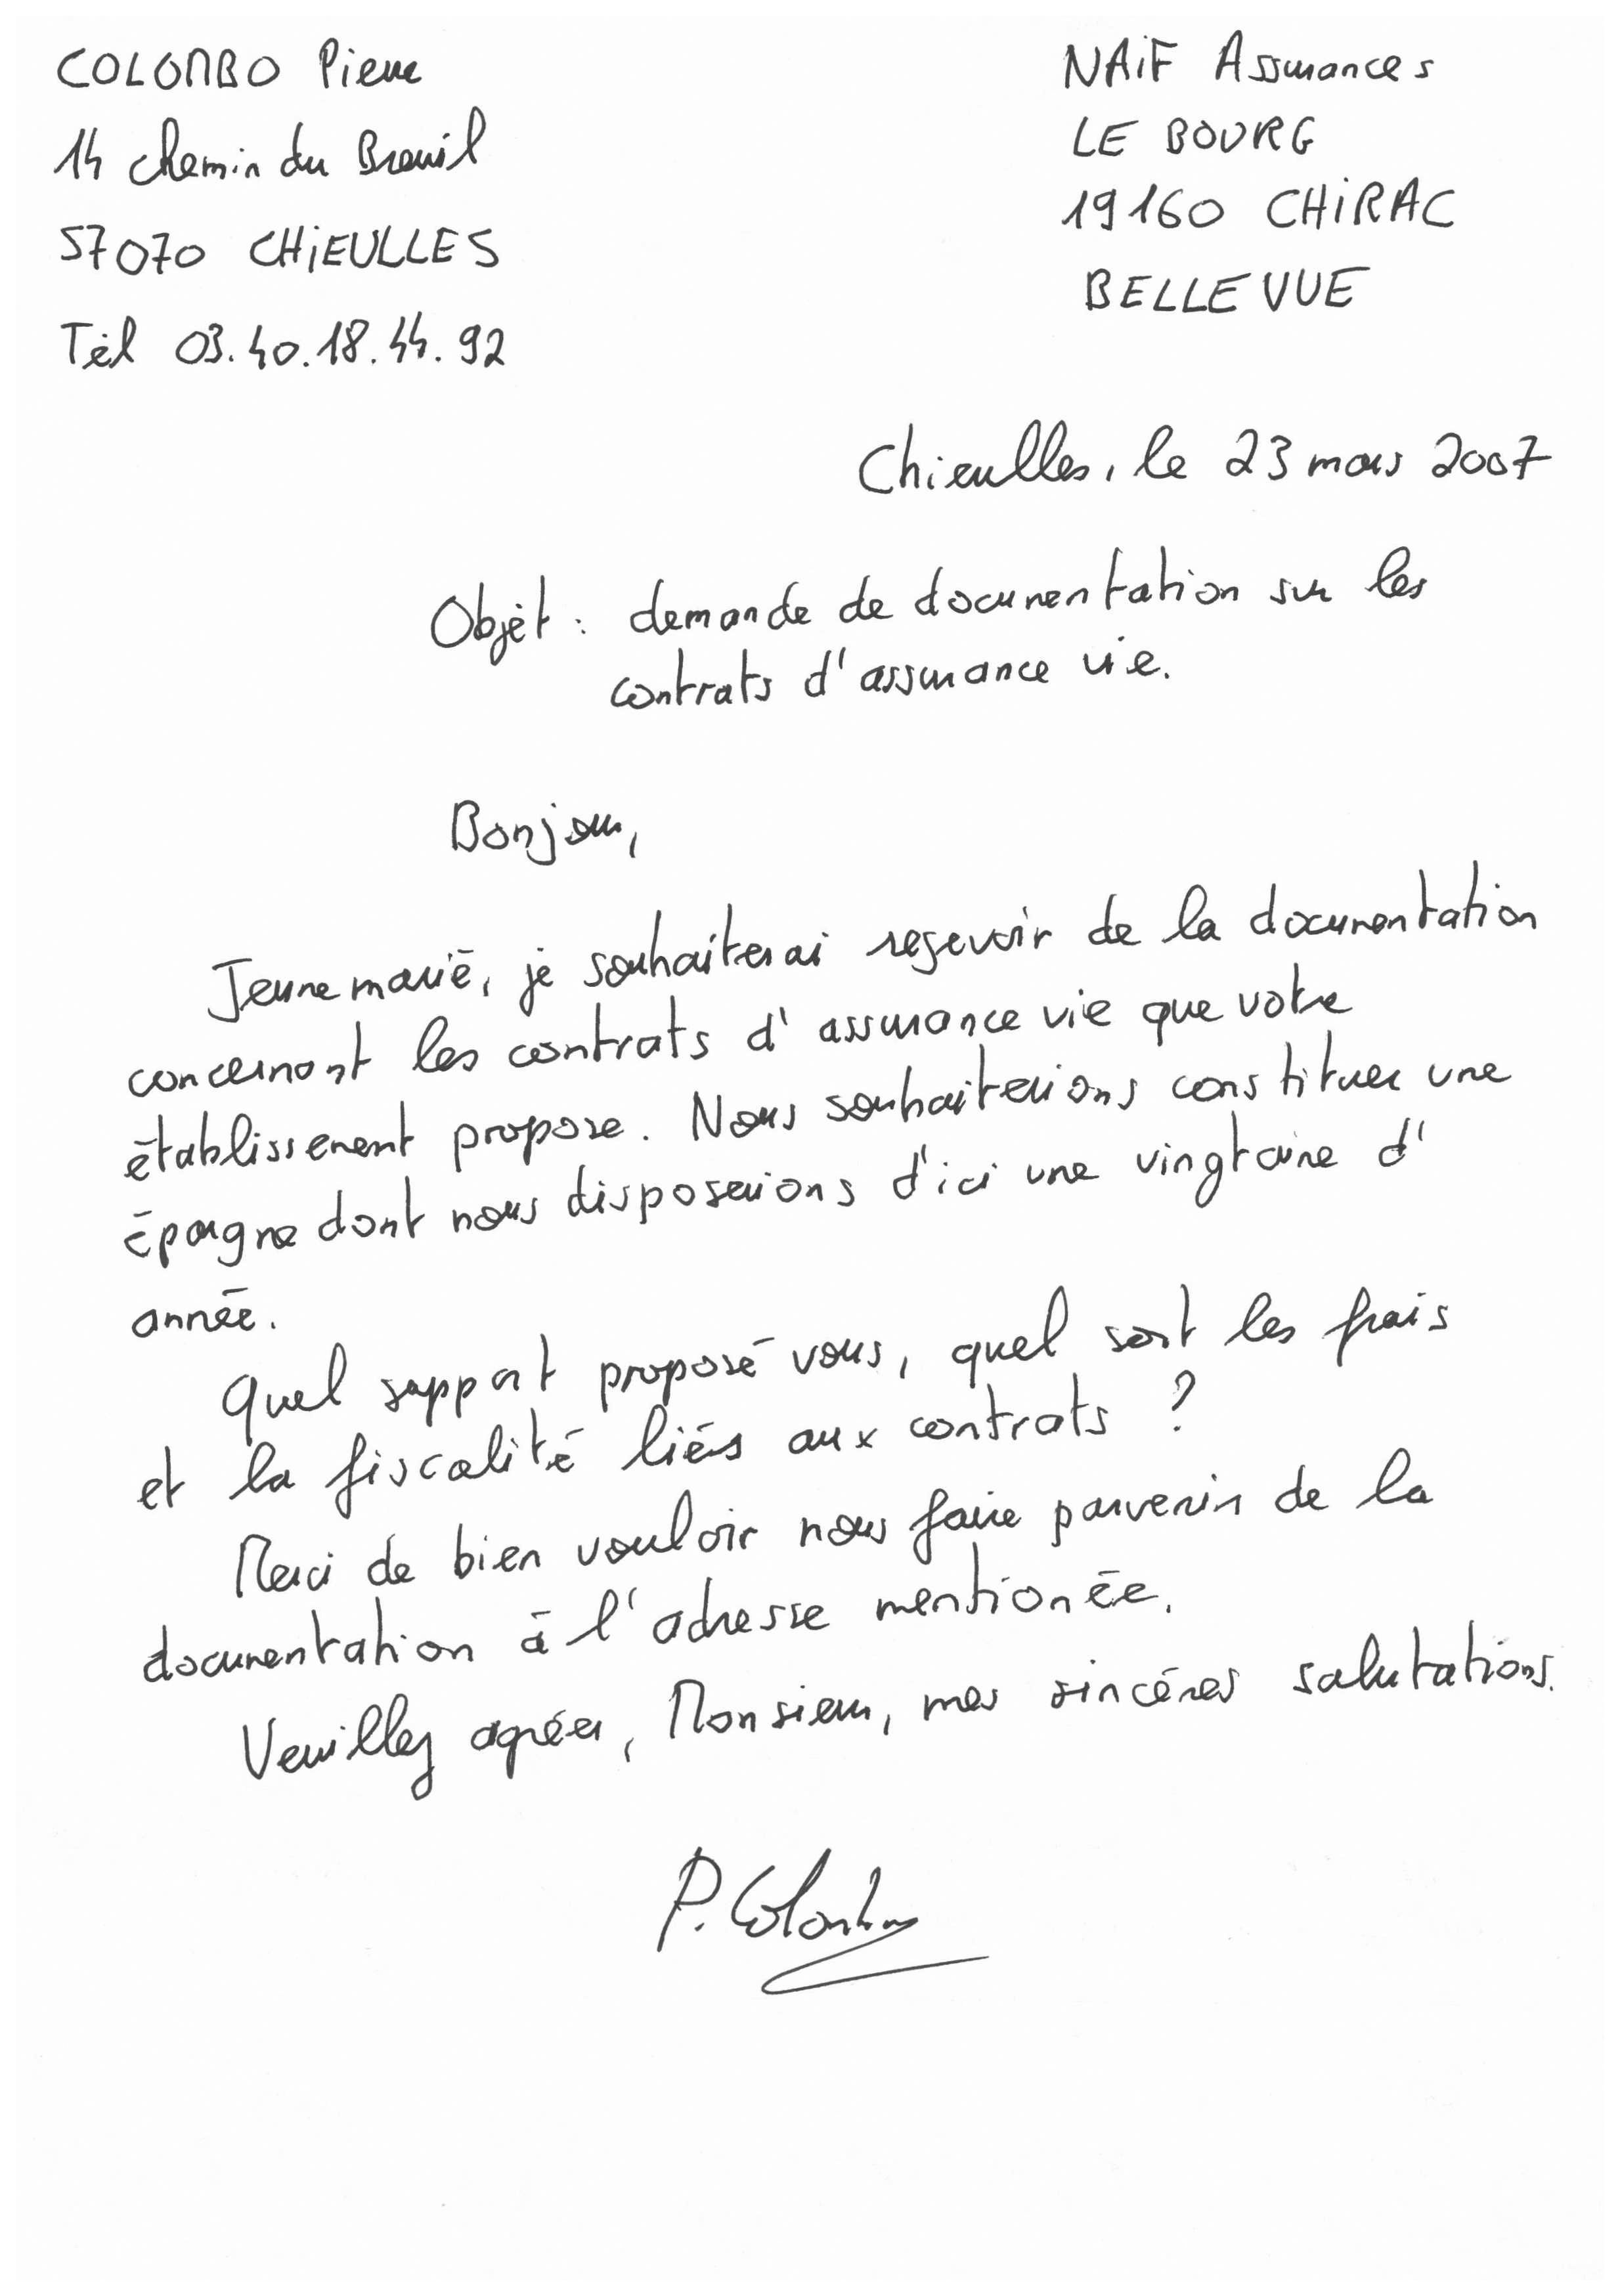 COLOMBO Pierre
14 chemin du Breuil
57070 CHiEULLES
Tél 03.40.18.44.92
NAiF Assurances
LE BOURG
19160 CHiRAC
BELLEVUE
Chieulles, le 23 mars 2007
Objèt : demande de documentation sur les
contrats d'assurance vie.
Bonjour,
Jeune marié, je souhaiterai resevoir de la documentation
concernant les contrats d'assurance vie que votre
établissement propose. Nous souhaiterions constituer une
épargne dont nous disposerions d'ici une vingtaine d'
année.
Quel support proposé vous, quel sont les frais
et la fiscalité liés aux contrats ?
Merci de bien vouloir nous faire parvenir de la
documentation à l'adresse mentionée.
Veuillez agréer, Monsieur, mes sincéres salutations.
P. Colombo